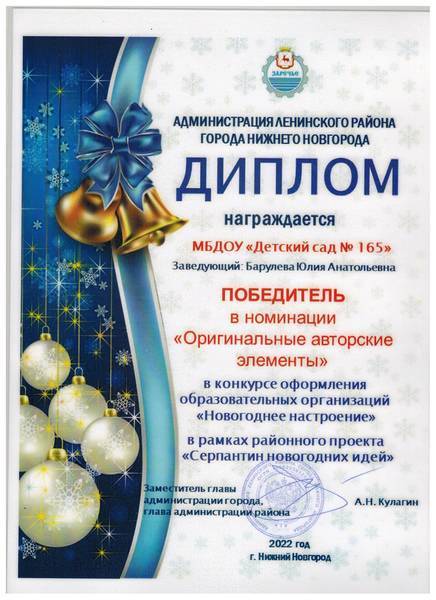 ЗАРЕЧЬЕ
АДМИНИСТРАЦИЯ ЛЕНИНСКОГО РАЙОНА
ГОРОДА НИЖНЕГО НОВГОРОДА
ДИПЛОМ
награждается
МБДОУ «Детский сад № 165»
Заведующий: Барулева Юлия Анатольевна
ПОБЕДИТЕЛЬ
в номинации
«Оригинальные авторские
элементы»
в конкурсе оформления
образовательных организаций
«Новогоднее настроение»
в рамках районного проекта
«Серпантин новогодних идей»
Заместитель главы
администрации города,
глава администрации района
А.Н. Кулагин
2022 год
г. Нижний Новгород